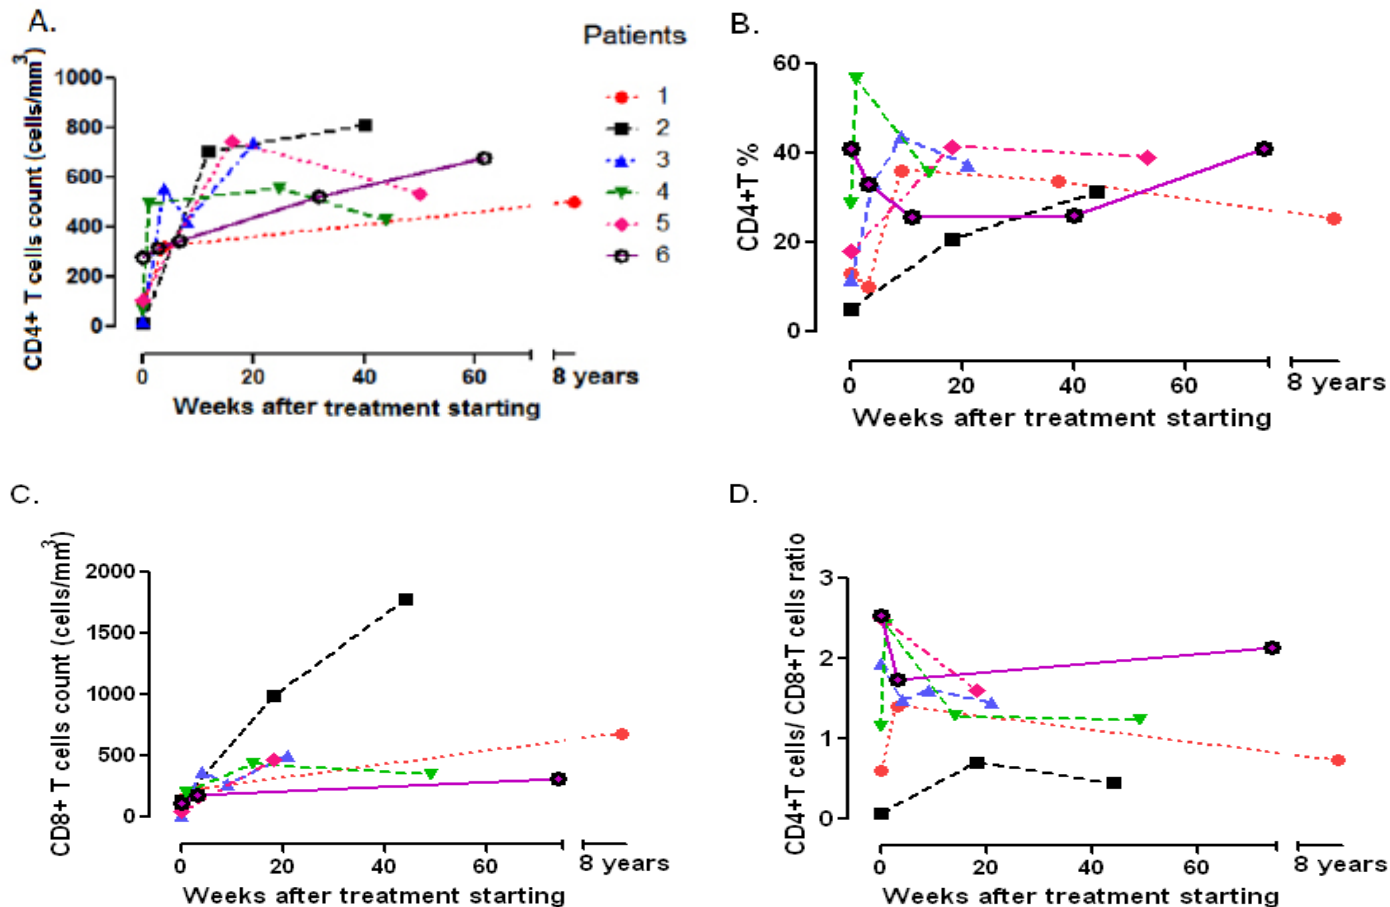 A.
CD4+ T cells count (cells/mm³)
1000
800
600
400
200
0
0 20 40 60 8 years
Weeks after treatment starting
Patients
1
2
3
4
5
6
B.
CD4+T %
60
40
20
0
0 20 40 60 8 years
Weeks after treatment starting
C.
CD8+ T cells count (cells/mm³)
2000
1500
1000
500
0
0 20 40 60 8 years
Weeks after treatment starting
D.
CD4+T cells/ CD8+T cells ratio
3
2
1
0
0 20 40 60 8 years
Weeks after treatment starting